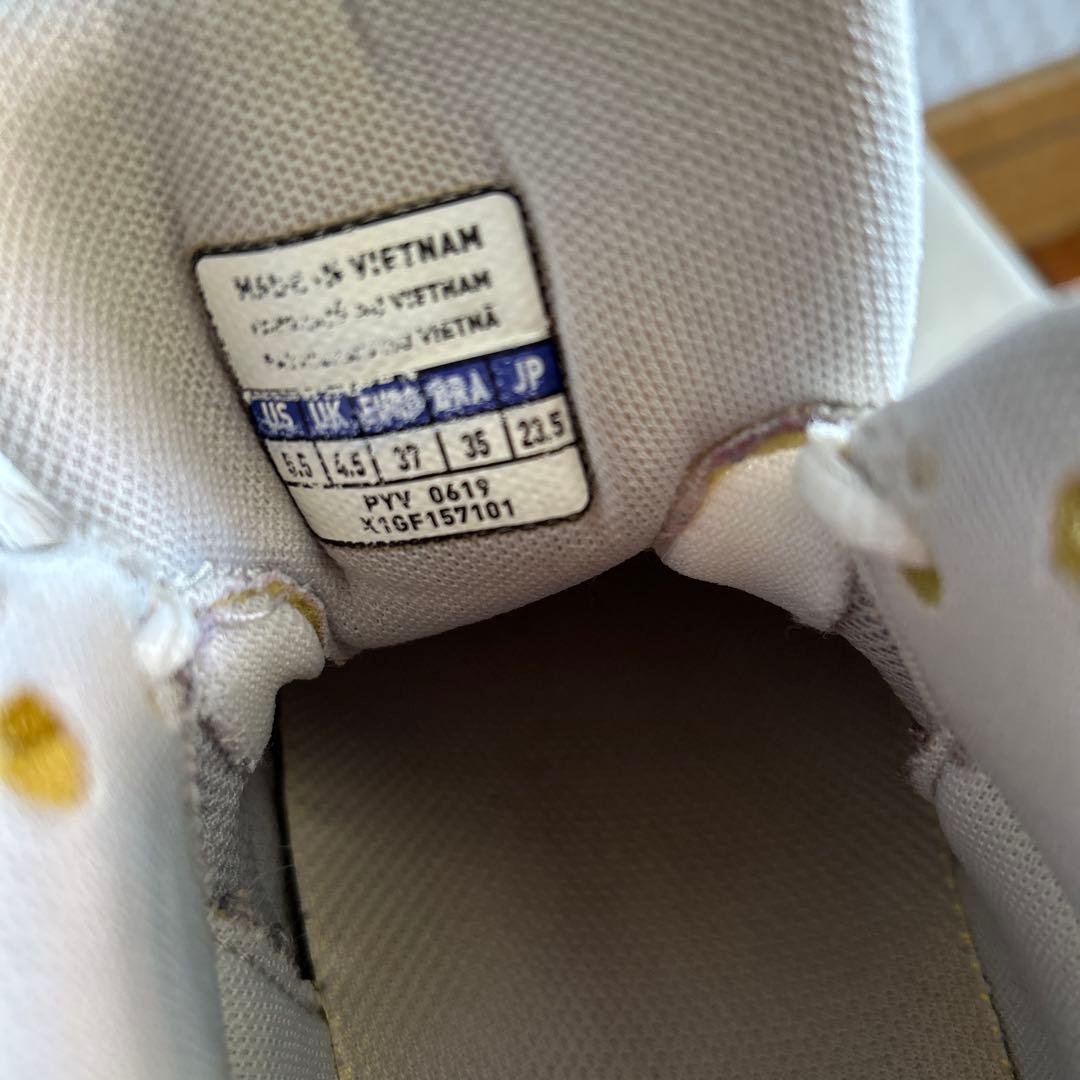 MADE IN VIETNAM
VIETNAM
VIETNÃ
US UK EURO BRA JP
5.5 4.5 37 35 23.5
PYV 0619
X1GF157101